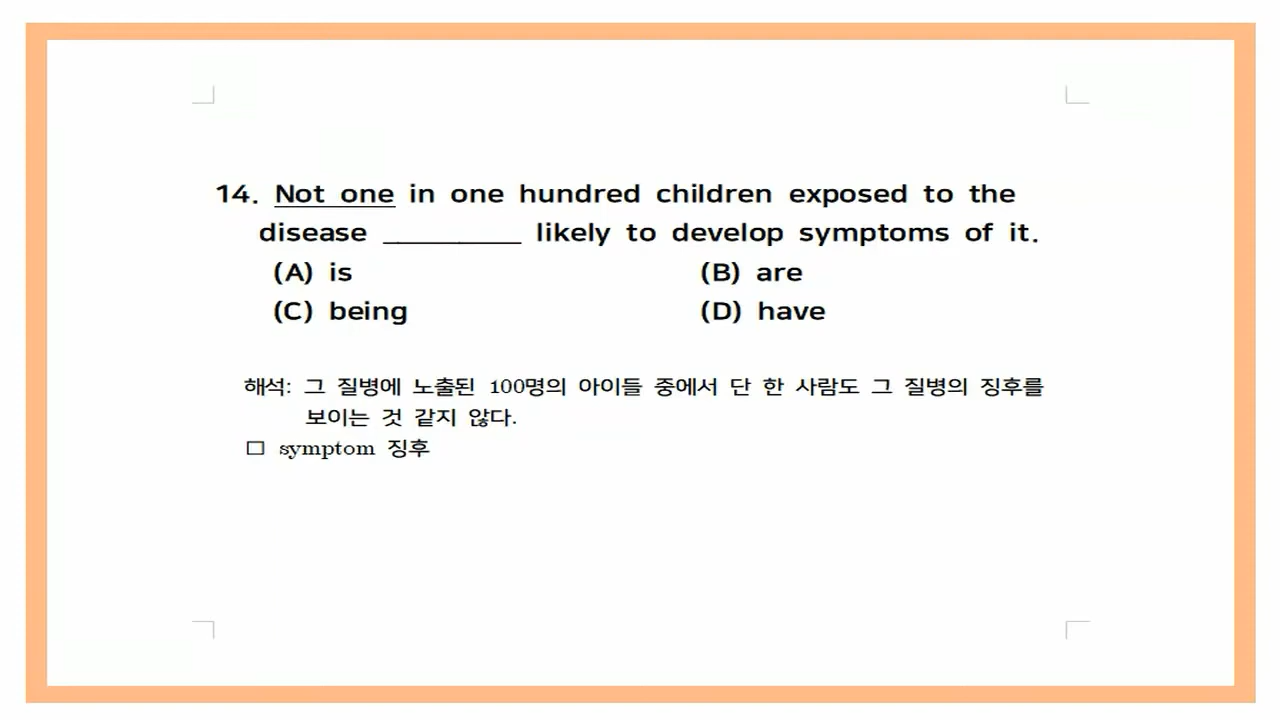 14. Not one in one hundred children exposed to the
disease _________ likely to develop symptoms of it.
(A) is (B) are
(C) being (D) have
해석: 그 질병에 노출된 100명의 아이들 중에서 단 한 사람도 그 질병의 징후를
보이는 것 같지 않다.
□ symptom 징후